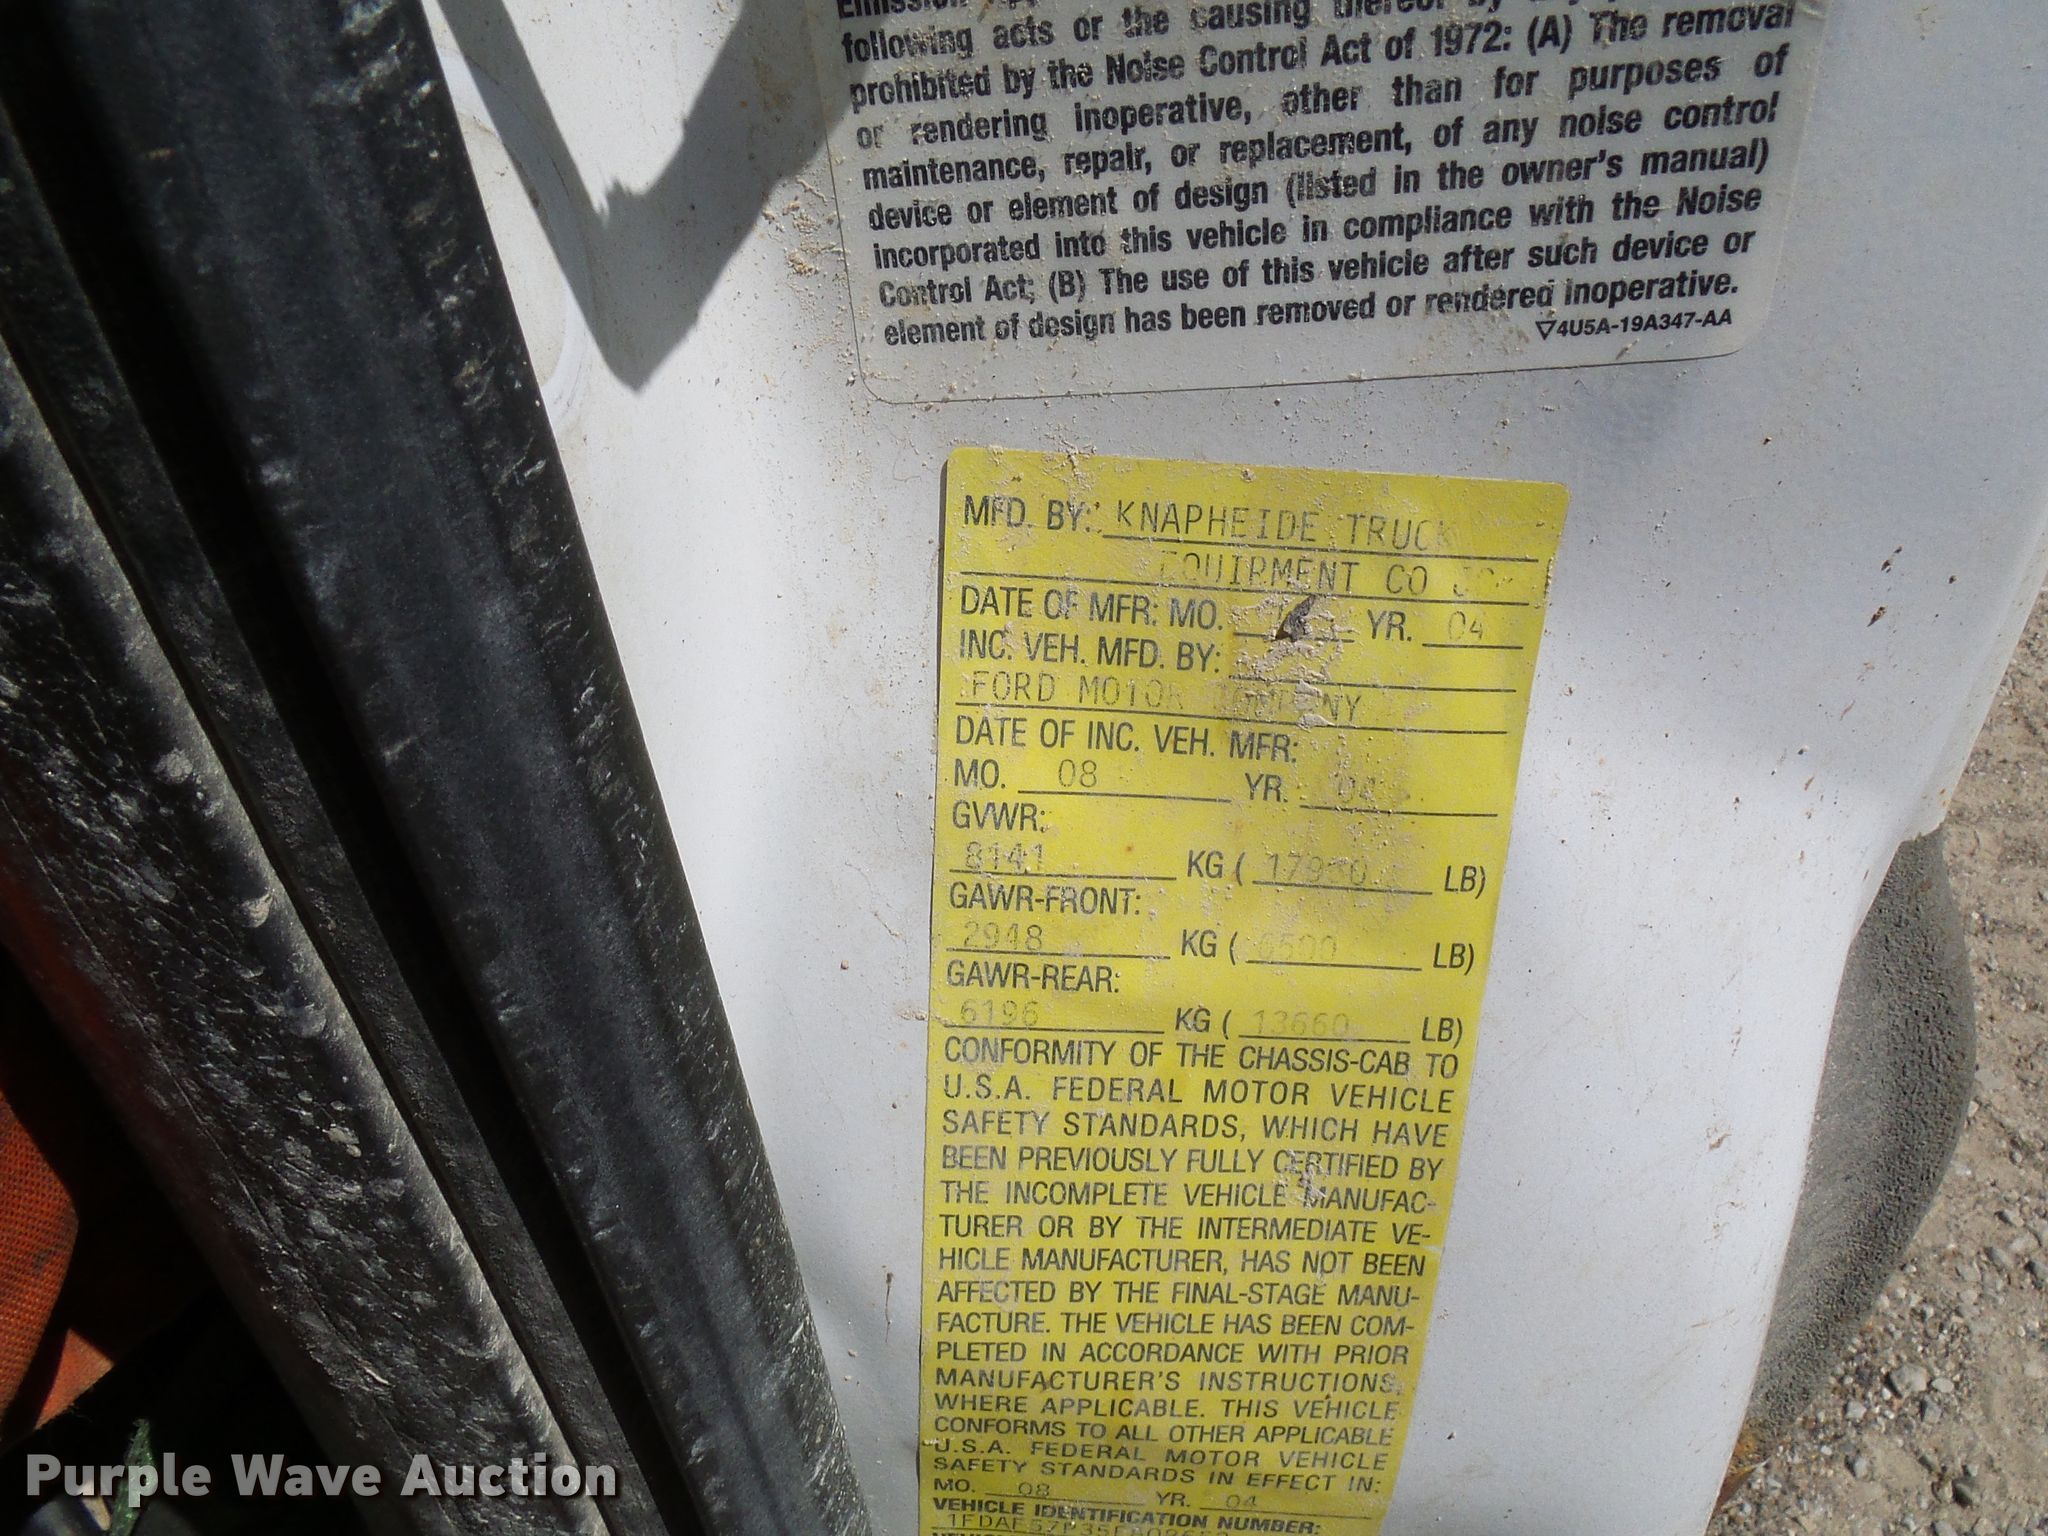 following acts or the causing thereof by
prohibited by the Noise Control Act of 1972: (A) The removal
or rendering inoperative, other than for purposes of
maintenance, repair, or replacement, of any noise control
device or element of design (listed in the owner's manual)
incorporated into this vehicle in compliance with the Noise
Control Act; (B) The use of this vehicle after such device or
element of design has been removed or rendered inoperative.
▽4U5A-19A347-AA
MFD. BY: KNAPHEIDE TRUCK
EQUIPMENT CO
DATE OF MFR: MO. YR. 04
INC. VEH. MFD. BY:
FORD MOTOR COMPANY
DATE OF INC. VEH. MFR:
MO. 08 YR. 04
GVWR:
8141 KG ( LB)
GAWR-FRONT:
2948 KG ( 6500 LB)
GAWR-REAR:
6196 KG ( 13660 LB)
CONFORMITY OF THE CHASSIS-CAB TO
U.S.A. FEDERAL MOTOR VEHICLE
SAFETY STANDARDS, WHICH HAVE
BEEN PREVIOUSLY FULLY CERTIFIED BY
THE INCOMPLETE VEHICLE MANUFAC-
TURER OR BY THE INTERMEDIATE VE-
HICLE MANUFACTURER, HAS NOT BEEN
AFFECTED BY THE FINAL-STAGE MANU-
FACTURE. THE VEHICLE HAS BEEN COM-
PLETED IN ACCORDANCE WITH PRIOR
MANUFACTURER'S INSTRUCTIONS,
WHERE APPLICABLE. THIS VEHICLE
CONFORMS TO ALL OTHER APPLICABLE
U.S.A. FEDERAL MOTOR VEHICLE
SAFETY STANDARDS IN EFFECT IN:
MO. 08 YR. 04
VEHICLE IDENTIFICATION NUMBER:
Purple Wave Auction